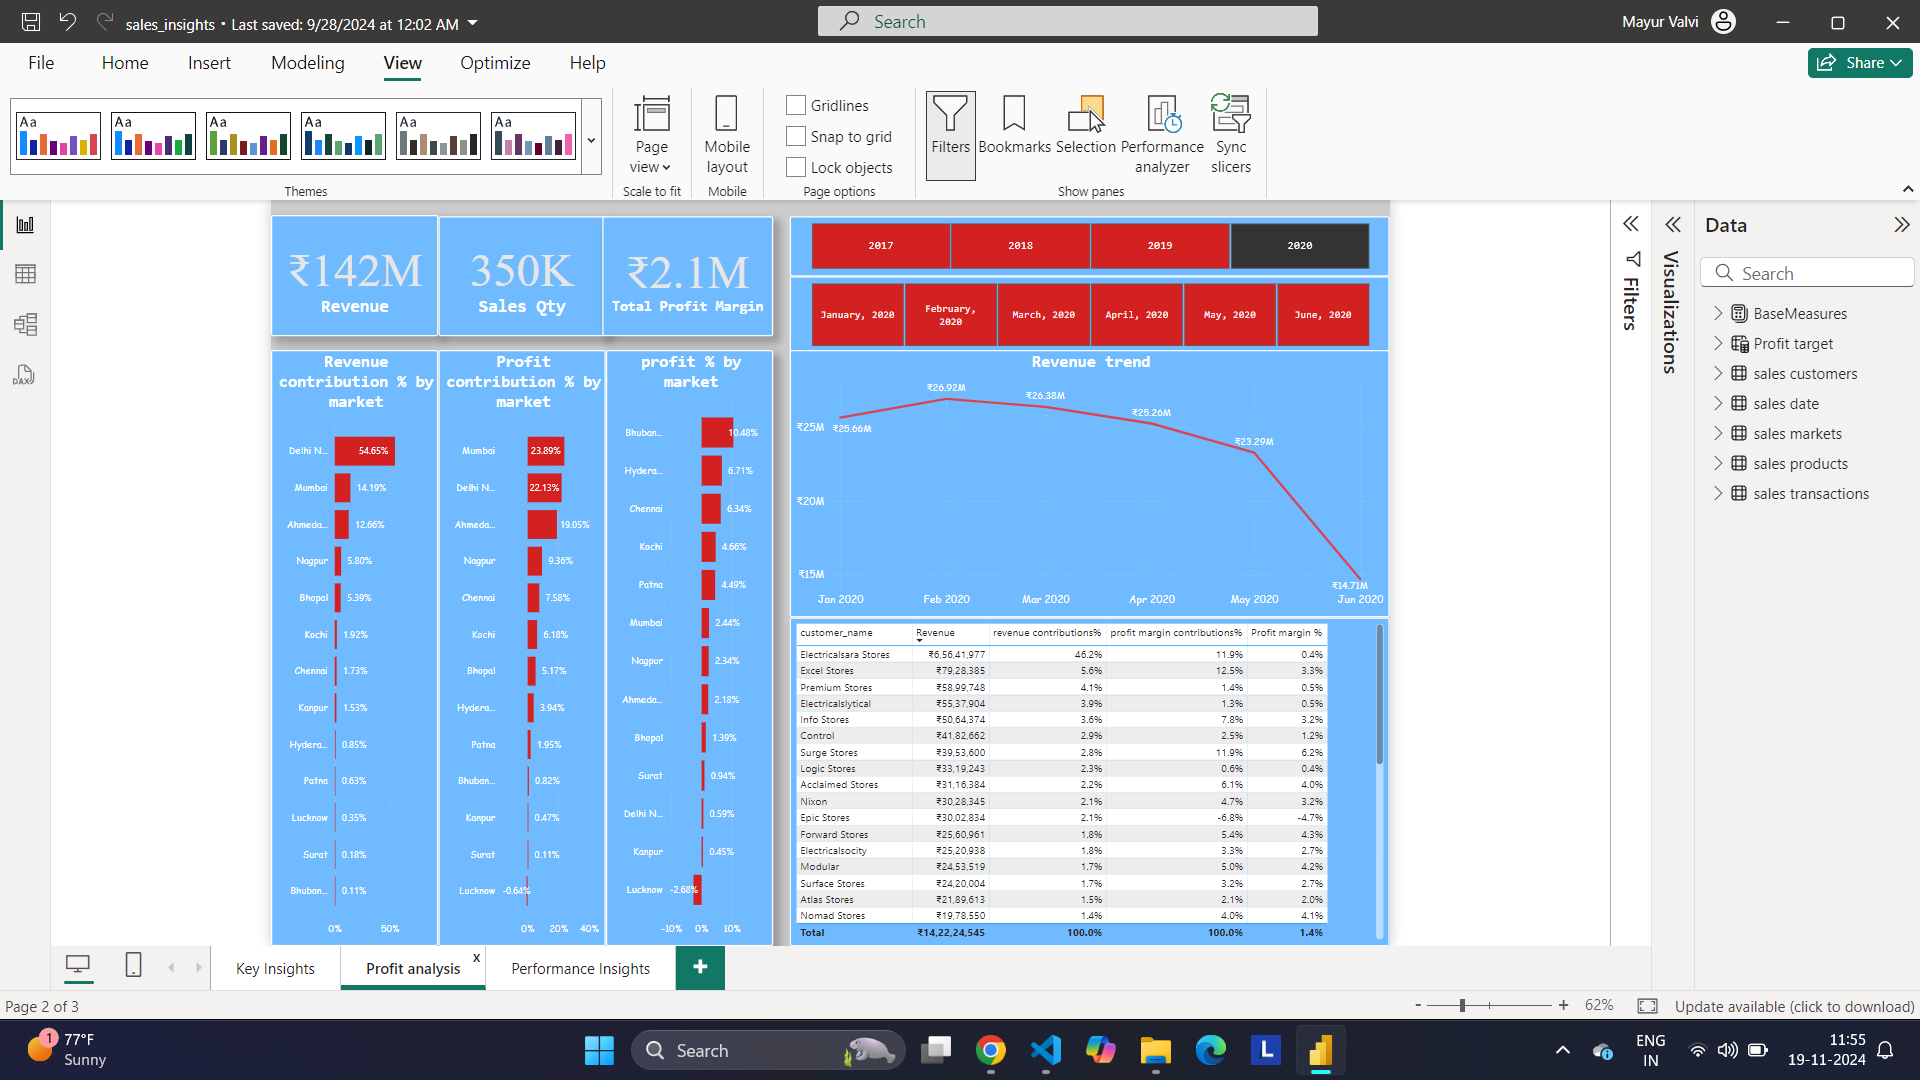 sales_insights • Last saved: 9/28/2024 at 12:02 AM
Search
Mayur Valvi
File Home Insert Modeling View Optimize Help
Share
Aa Aa Aa Aa Aa Aa
Themes
Page view
Scale to fit
Mobile layout
Mobile
Gridlines
Snap to grid
Lock objects
Page options
Filters
Bookmarks
Selection
Performance analyzer
Sync slicers
Show panes
₹142M
Revenue
350K
Sales Qty
₹2.1M
Total Profit Margin
2017 2018 2019 2020
January, 2020 February, 2020 March, 2020 April, 2020 May, 2020 June, 2020
Revenue contribution % by market
Delhi N... 54.65%
Mumbai 14.19%
Ahmeda... 12.66%
Nagpur 5.80%
Bhopal 5.39%
Kochi 1.92%
Chennai 1.73%
Kanpur 1.53%
Hydera... 0.85%
Patna 0.63%
Lucknow 0.35%
Surat 0.18%
Bhuban... 0.11%
0% 50%
Profit contribution % by market
Mumbai 23.89%
Delhi N... 22.13%
Ahmeda... 19.05%
Nagpur 9.36%
Chennai 7.58%
Kochi 6.18%
Bhopal 5.17%
Hydera... 3.94%
Patna 1.95%
Bhuban... 0.82%
Kanpur 0.47%
Surat 0.11%
Lucknow -0.64%
0% 20% 40%
profit % by market
Bhuban... 10.48%
Hydera... 6.71%
Chennai 6.34%
Kochi 4.66%
Patna 4.49%
Mumbai 2.44%
Nagpur 2.34%
Ahmeda... 2.18%
Bhopal 1.39%
Surat 0.94%
Delhi N... 0.59%
Kanpur 0.45%
Lucknow -2.68%
-10% 0% 10%
Revenue trend
₹25M
₹20M
₹15M
₹25.66M ₹26.92M ₹26.38M ₹25.26M ₹23.29M ₹14.71M
Jan 2020 Feb 2020 Mar 2020 Apr 2020 May 2020 Jun 2020
customer_name Revenue revenue contributions% profit margin contributions% Profit margin %
Electricalsara Stores ₹6,56,41,977 46.2% 11.9% 0.4%
Excel Stores ₹79,28,385 5.6% 12.5% 3.3%
Premium Stores ₹58,99,748 4.1% 1.4% 0.5%
Electricalslytical ₹55,37,904 3.9% 1.3% 0.5%
Info Stores ₹50,64,374 3.6% 7.8% 3.2%
Control ₹41,82,662 2.9% 2.5% 1.2%
Surge Stores ₹39,53,600 2.8% 11.9% 6.2%
Logic Stores ₹33,19,243 2.3% 0.6% 0.4%
Acclaimed Stores ₹31,16,384 2.2% 6.1% 4.0%
Nixon ₹30,28,345 2.1% 4.7% 3.2%
Epic Stores ₹30,02,834 2.1% -6.8% -4.7%
Forward Stores ₹25,60,961 1.8% 5.4% 4.3%
Electricalsocity ₹25,20,938 1.8% 3.3% 2.7%
Modular ₹24,53,519 1.7% 5.0% 4.2%
Surface Stores ₹24,20,004 1.7% 3.2% 2.7%
Atlas Stores ₹21,89,613 1.5% 2.1% 2.0%
Nomad Stores ₹19,78,550 1.4% 4.0% 4.1%
Total ₹14,22,24,545 100.0% 100.0% 1.4%
Filters
Visualizations
Data
Search
BaseMeasures
Profit target
sales customers
sales date
sales markets
sales products
sales transactions
DAX
Key Insights
Profit analysis x
Performance Insights
+
Page 2 of 3
- + 62%
Update available (click to download)
1
77°F
Sunny
Search
L
ENG
IN
11:55
19-11-2024